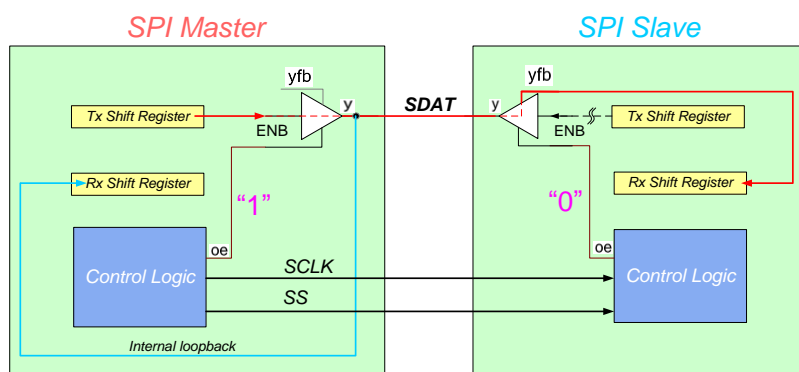 SPI Master
SPI Slave
yfb
yfb
Tx Shift Register
ENB
y
SDAT
y
ENB
Tx Shift Register
Rx Shift Register
Rx Shift Register
“1”
“0”
oe
oe
Control Logic
SCLK
Control Logic
SS
Internal loopback